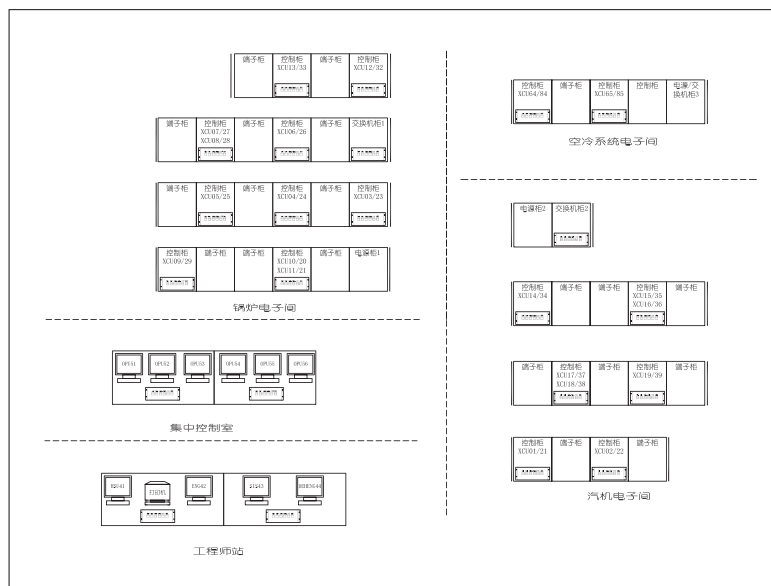 端子柜 控制柜 端子柜 控制柜
XCU13/33 XCU12/32
端子柜 控制柜 端子柜 控制柜 端子柜 交换机柜1
XCU07/27 XCU06/26
XCU08/28
端子柜 控制柜 端子柜 控制柜 端子柜 控制柜
XCU05/25 XCU04/24 XCU03/23
控制柜 端子柜 端子柜 控制柜 端子柜 电源柜1
XCU09/29 XCU10/20
XCU11/21
锅炉电子间
OPU51 OPU52 OPU53 OPU54 OPU55 OPU56
集中控制室
ENG42
工程师站
控制柜 端子柜 控制柜 控制柜 电源/交
XCU64/84 XCU65/85 换机柜3
空冷系统电子间
电源柜2 交换机柜2
控制柜 端子柜 端子柜 控制柜 端子柜
XCU14/34 XCU15/35
XCU16/36
端子柜 控制柜 端子柜 控制柜 端子柜
XCU17/37 XCU19/39
XCU18/38
控制柜 端子柜 控制柜 端子柜
XCU01/21 XCU02/22
汽机电子间